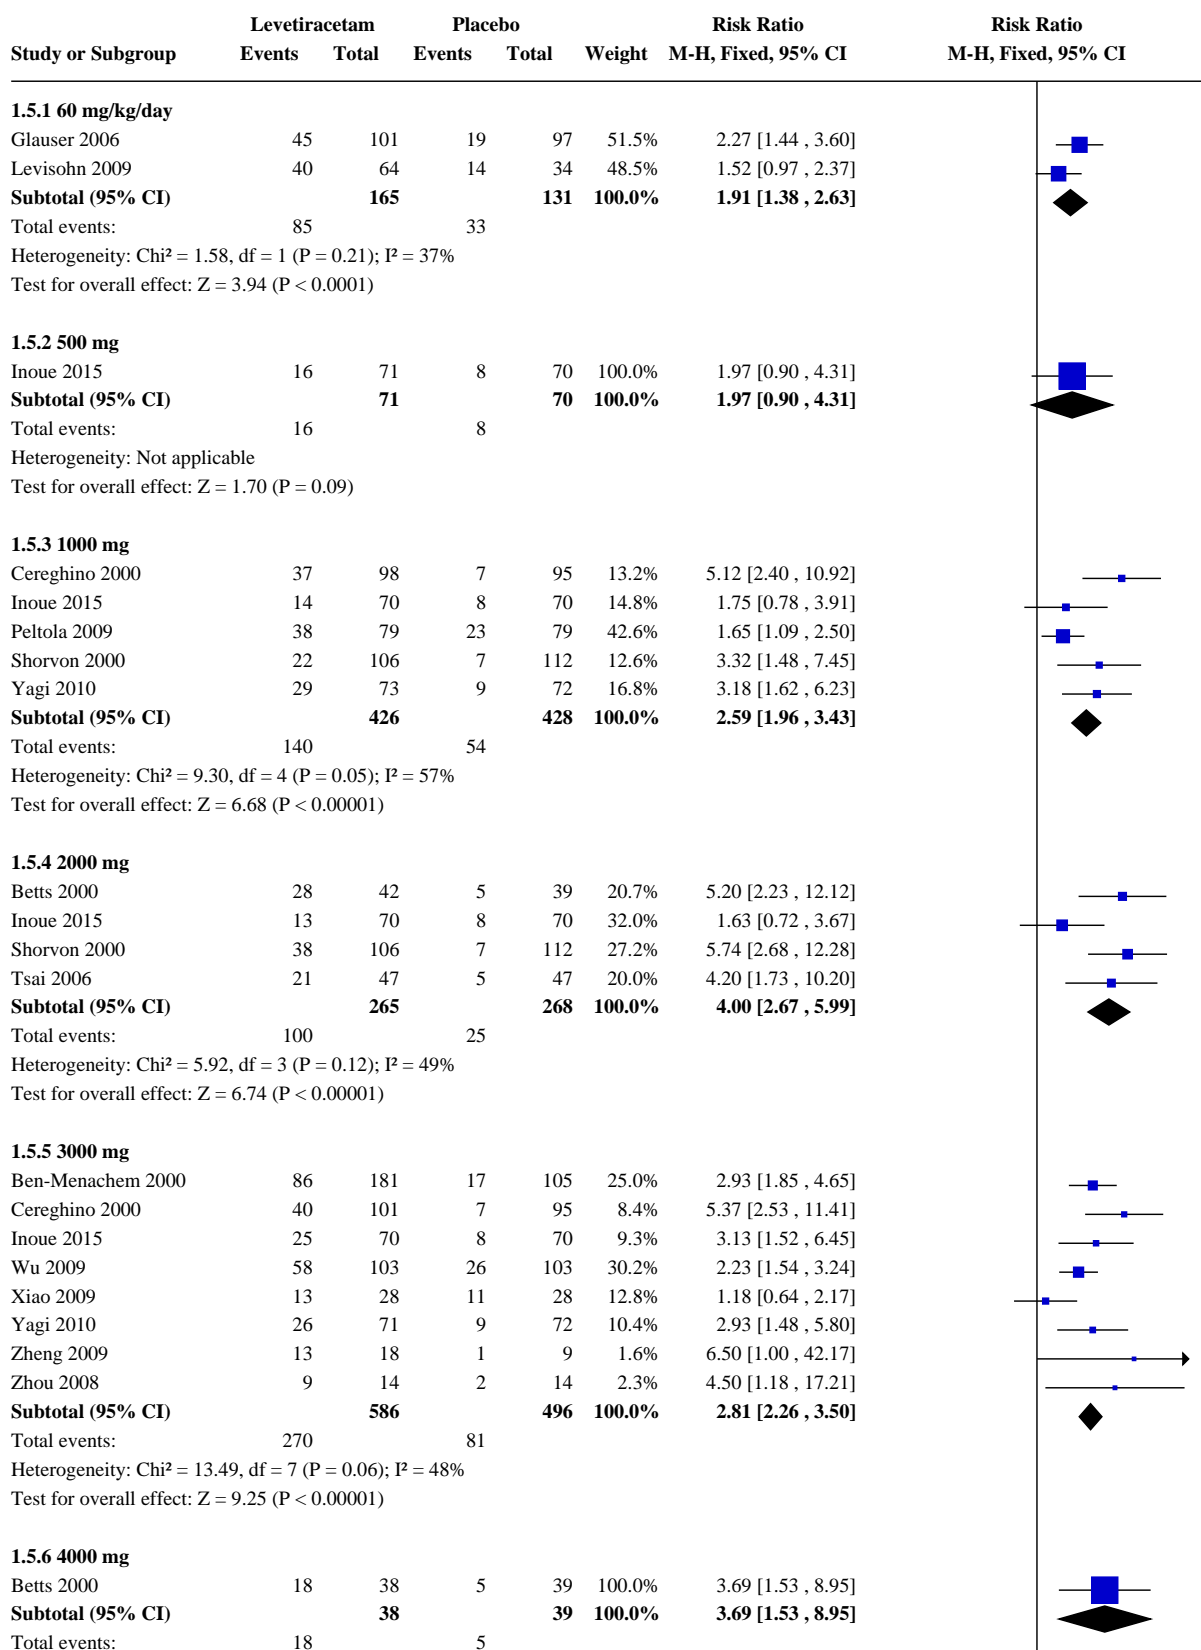 Levetiracetam Placebo Risk Ratio Risk Ratio
Study or Subgroup Events Total Events Total Weight M-H, Fixed, 95% CI M-H, Fixed, 95% CI
1.5.1 60 mg/kg/day
Glauser 2006 45 101 19 97 51.5% 2.27 [1.44 , 3.60]
Levisohn 2009 40 64 14 34 48.5% 1.52 [0.97 , 2.37]
Subtotal (95% CI) 165 131 100.0% 1.91 [1.38 , 2.63]
Total events: 85 33
Heterogeneity: Chi² = 1.58, df = 1 (P = 0.21); I² = 37%
Test for overall effect: Z = 3.94 (P < 0.0001)
1.5.2 500 mg
Inoue 2015 16 71 8 70 100.0% 1.97 [0.90 , 4.31]
Subtotal (95% CI) 71 70 100.0% 1.97 [0.90 , 4.31]
Total events: 16 8
Heterogeneity: Not applicable
Test for overall effect: Z = 1.70 (P = 0.09)
1.5.3 1000 mg
Cereghino 2000 37 98 7 95 13.2% 5.12 [2.40 , 10.92]
Inoue 2015 14 70 8 70 14.8% 1.75 [0.78 , 3.91]
Peltola 2009 38 79 23 79 42.6% 1.65 [1.09 , 2.50]
Shorvon 2000 22 106 7 112 12.6% 3.32 [1.48 , 7.45]
Yagi 2010 29 73 9 72 16.8% 3.18 [1.62 , 6.23]
Subtotal (95% CI) 426 428 100.0% 2.59 [1.96 , 3.43]
Total events: 140 54
Heterogeneity: Chi² = 9.30, df = 4 (P = 0.05); I² = 57%
Test for overall effect: Z = 6.68 (P < 0.00001)
1.5.4 2000 mg
Betts 2000 28 42 5 39 20.7% 5.20 [2.23 , 12.12]
Inoue 2015 13 70 8 70 32.0% 1.63 [0.72 , 3.67]
Shorvon 2000 38 106 7 112 27.2% 5.74 [2.68 , 12.28]
Tsai 2006 21 47 5 47 20.0% 4.20 [1.73 , 10.20]
Subtotal (95% CI) 265 268 100.0% 4.00 [2.67 , 5.99]
Total events: 100 25
Heterogeneity: Chi² = 5.92, df = 3 (P = 0.12); I² = 49%
Test for overall effect: Z = 6.74 (P < 0.00001)
1.5.5 3000 mg
Ben-Menachem 2000 86 181 17 105 25.0% 2.93 [1.85 , 4.65]
Cereghino 2000 40 101 7 95 8.4% 5.37 [2.53 , 11.41]
Inoue 2015 25 70 8 70 9.3% 3.13 [1.52 , 6.45]
Wu 2009 58 103 26 103 30.2% 2.23 [1.54 , 3.24]
Xiao 2009 13 28 11 28 12.8% 1.18 [0.64 , 2.17]
Yagi 2010 26 71 9 72 10.4% 2.93 [1.48 , 5.80]
Zheng 2009 13 18 1 9 1.6% 6.50 [1.00 , 42.17]
Zhou 2008 9 14 2 14 2.3% 4.50 [1.18 , 17.21]
Subtotal (95% CI) 586 496 100.0% 2.81 [2.26 , 3.50]
Total events: 270 81
Heterogeneity: Chi² = 13.49, df = 7 (P = 0.06); I² = 48%
Test for overall effect: Z = 9.25 (P < 0.00001)
1.5.6 4000 mg
Betts 2000 18 38 5 39 100.0% 3.69 [1.53 , 8.95]
Subtotal (95% CI) 38 39 100.0% 3.69 [1.53 , 8.95]
Total events: 18 5